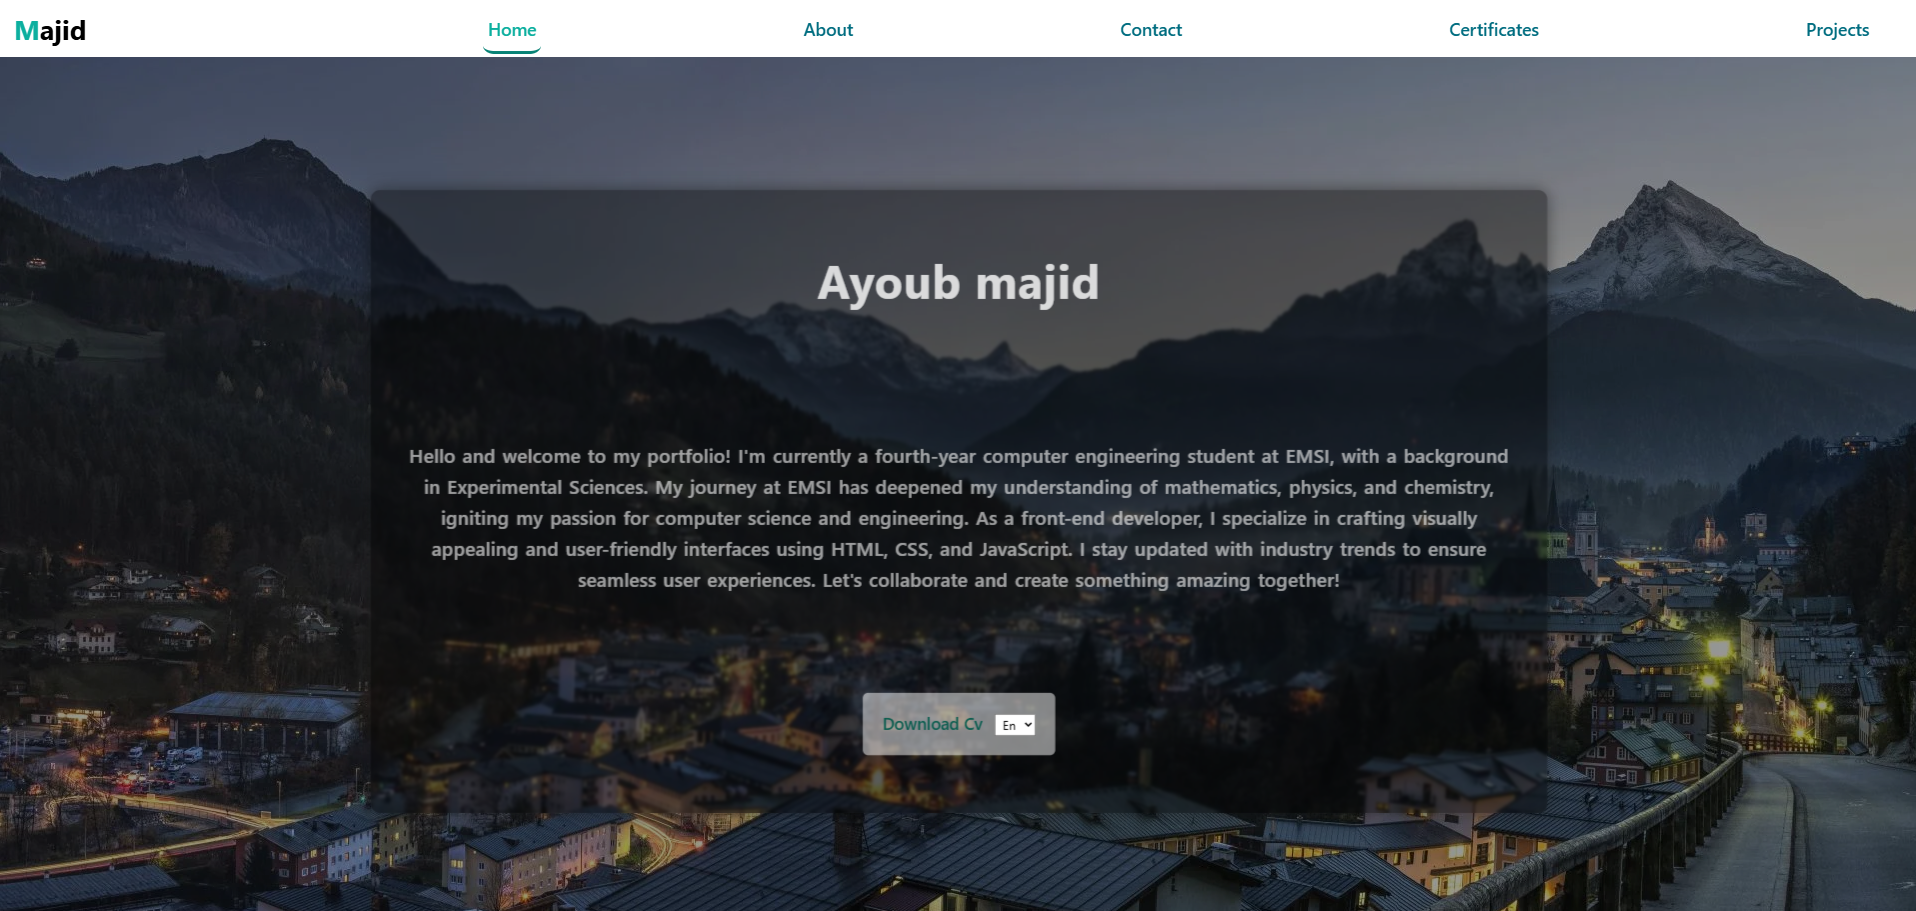 Majid
Home
About
Contact
Certificates
Projects
Ayoub majid
Hello and welcome to my portfolio! I'm currently a fourth-year computer engineering student at EMSI, with a background
in Experimental Sciences. My journey at EMSI has deepened my understanding of mathematics, physics, and chemistry,
igniting my passion for computer science and engineering. As a front-end developer, I specialize in crafting visually
appealing and user-friendly interfaces using HTML, CSS, and JavaScript. I stay updated with industry trends to ensure
seamless user experiences. Let's collaborate and create something amazing together!
Download Cv
En